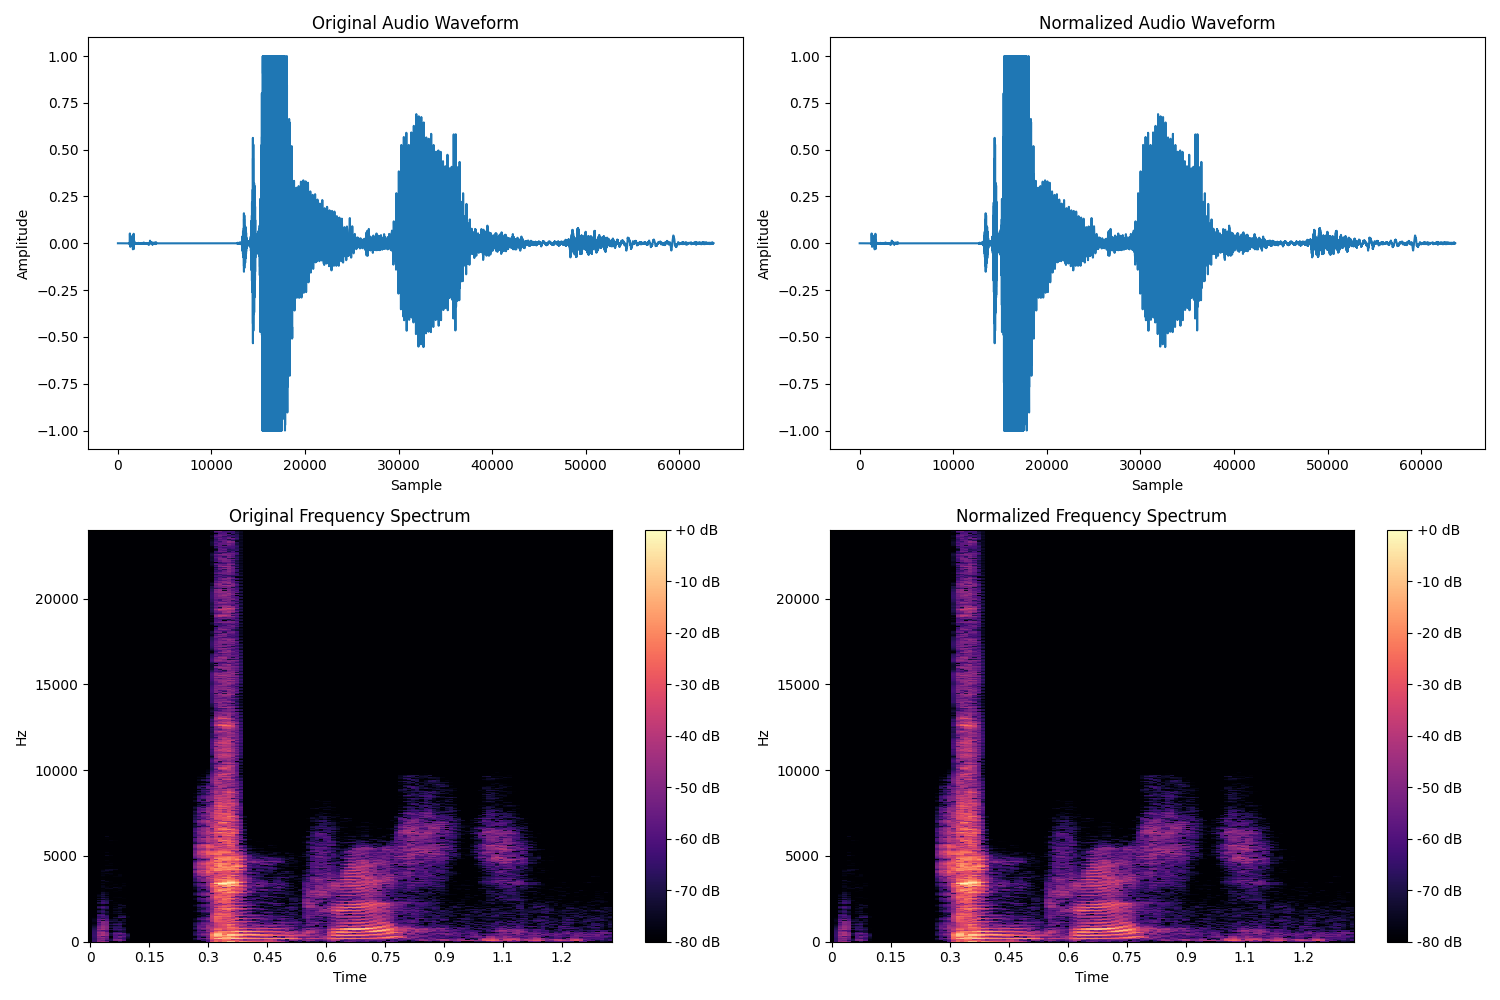 Original Audio Waveform
Normalized Audio Waveform
1.00
0.75
0.50
0.25
0.00
−0.25
−0.50
−0.75
−1.00
Amplitude
0 10000 20000 30000 40000 50000 60000
Sample
1.00
0.75
0.50
0.25
0.00
−0.25
−0.50
−0.75
−1.00
Amplitude
0 10000 20000 30000 40000 50000 60000
Sample
Original Frequency Spectrum
20000
15000
10000
5000
0
Hz
0 0.15 0.3 0.45 0.6 0.75 0.9 1.1 1.2
Time
+0 dB
-10 dB
-20 dB
-30 dB
-40 dB
-50 dB
-60 dB
-70 dB
-80 dB
Normalized Frequency Spectrum
20000
15000
10000
5000
0
Hz
0 0.15 0.3 0.45 0.6 0.75 0.9 1.1 1.2
Time
+0 dB
-10 dB
-20 dB
-30 dB
-40 dB
-50 dB
-60 dB
-70 dB
-80 dB